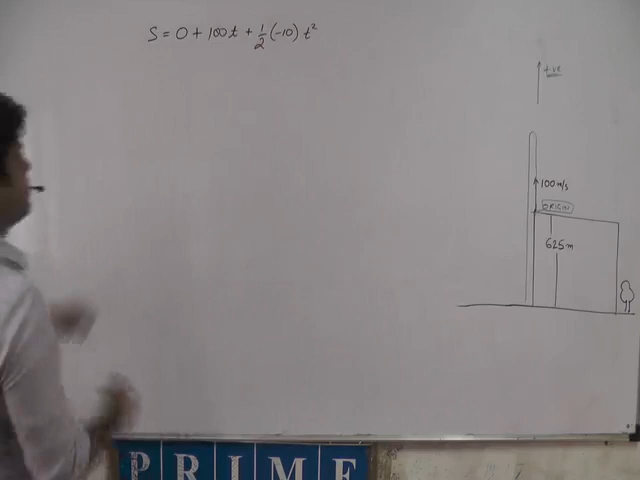 S = 0 + 100t + 1/2 (-10) t²
+ve
100 m/s
ORIGIN
625 m
PRIME